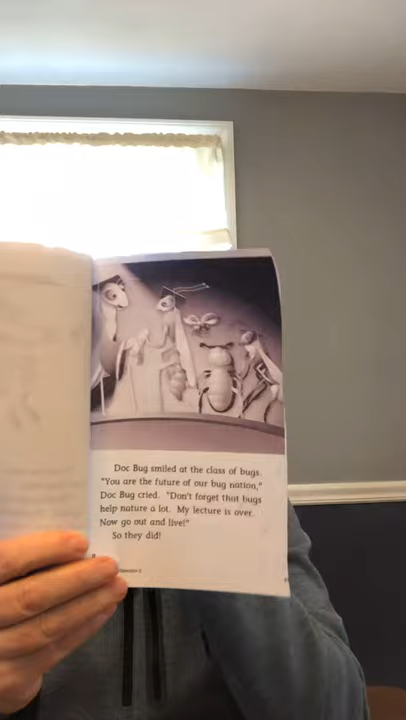 Doc Bug smiled at the class of bugs.
"You are the future of our bug nation,"
Doc Bug cried. "Don't forget that bugs
help nature a lot. My lecture is over.
Now go out and live!"
So they did!